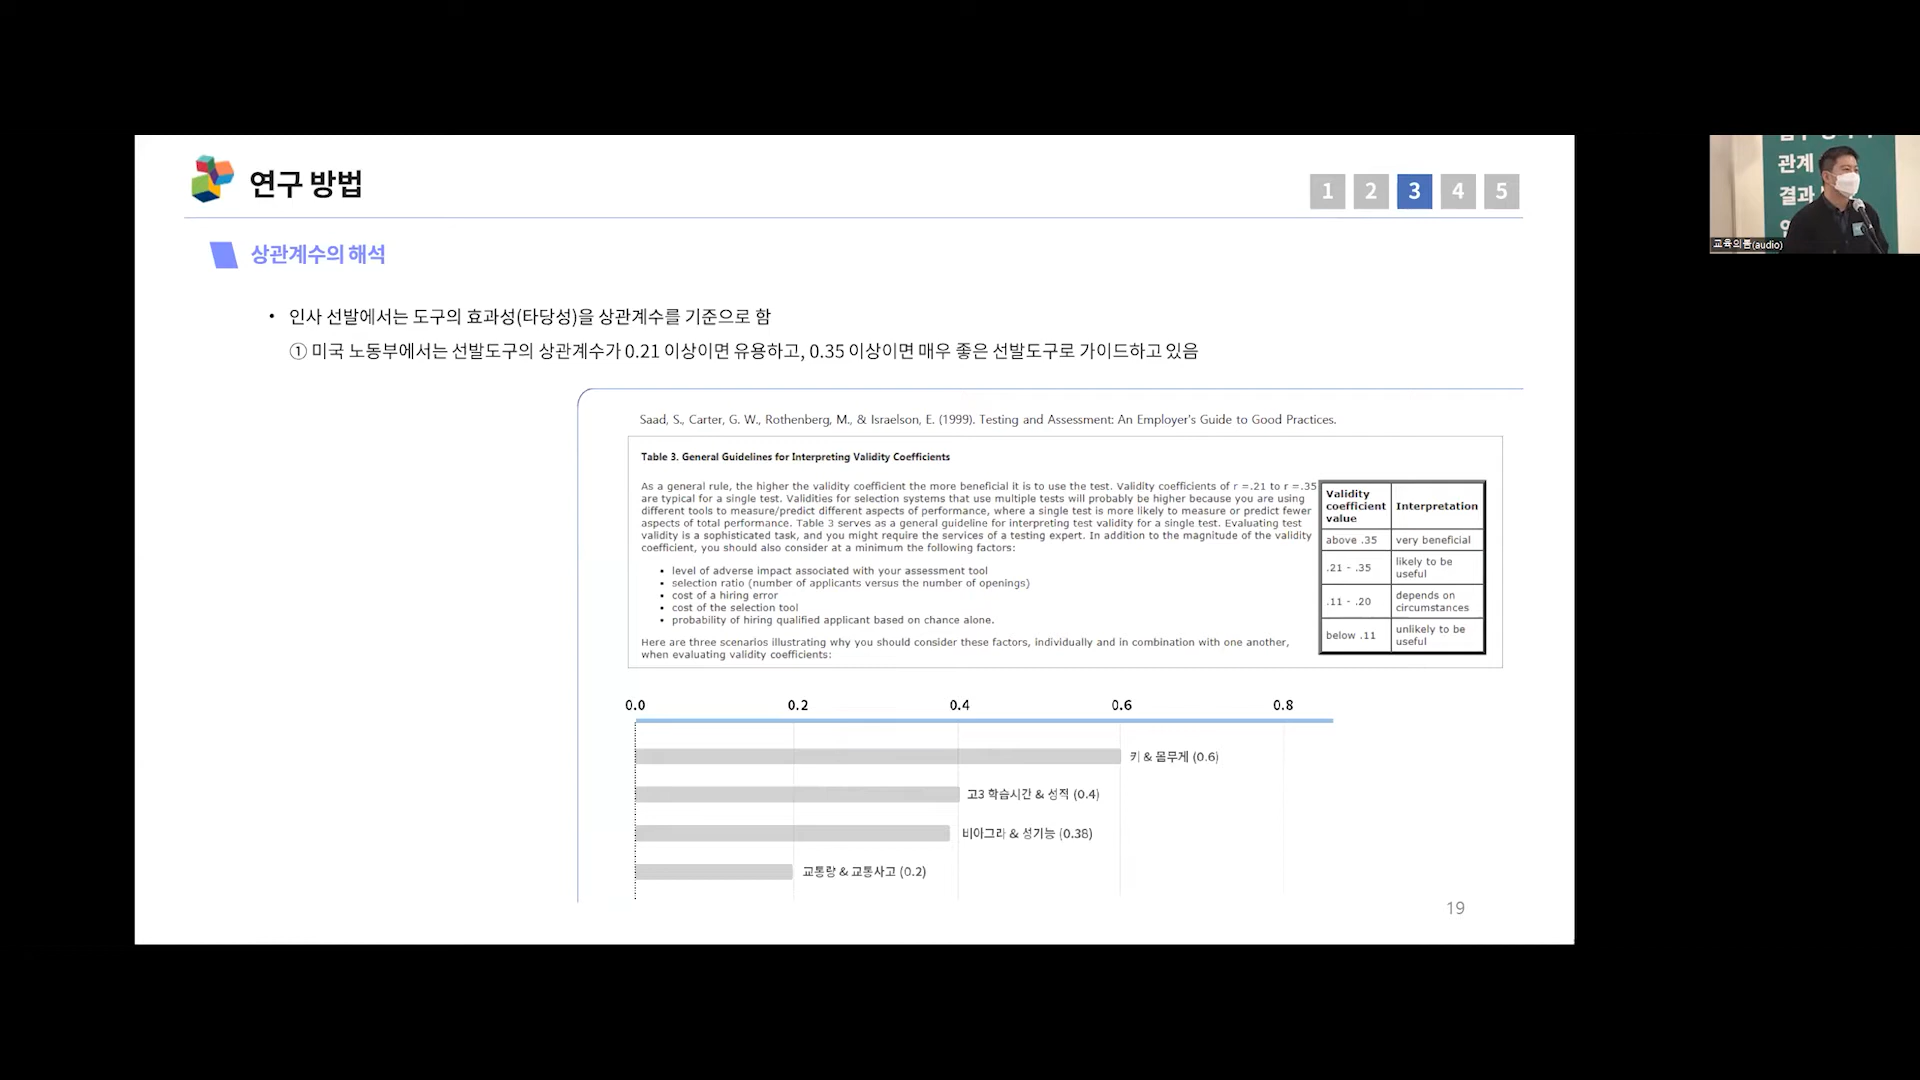 연구 방법
1 2 3 4 5
상관계수의 해석
• 인사 선발에서는 도구의 효과성(타당성)을 상관계수를 기준으로 함
① 미국 노동부에서는 선발도구의 상관계수가 0.21 이상이면 유용하고, 0.35 이상이면 매우 좋은 선발도구로 가이드하고 있음
Saad, S., Carter, G. W., Rothenberg, M., & Israelson, E. (1999). Testing and Assessment: An Employer's Guide to Good Practices.
Table 3. General Guidelines for Interpreting Validity Coefficients
As a general rule, the higher the validity coefficient the more beneficial it is to use the test. Validity coefficients of r =.21 to r =.35
are typical for a single test. Validities for selection systems that use multiple tests will probably be higher because you are using
different tools to measure/predict different aspects of performance, where a single test is more likely to measure or predict fewer
aspects of total performance. Table 3 serves as a general guideline for interpreting test validity for a single test. Evaluating test
validity is a sophisticated task, and you might require the services of a testing expert. In addition to the magnitude of the validity
coefficient, you should also consider at a minimum the following factors:
• level of adverse impact associated with your assessment tool
• selection ratio (number of applicants versus the number of openings)
• cost of a hiring error
• cost of the selection tool
• probability of hiring qualified applicant based on chance alone.
Here are three scenarios illustrating why you should consider these factors, individually and in combination with one another,
when evaluating validity coefficients:
Validity
coefficient
value
Interpretation
above .35 very beneficial
.21 - .35 likely to be
useful
.11 - .20 depends on
circumstances
below .11 unlikely to be
useful
0.0 0.2 0.4 0.6 0.8
키 & 몸무게 (0.6)
고3 학습시간 & 성적 (0.4)
비아그라 & 성기능 (0.38)
교통량 & 교통사고 (0.2)
19
관계
결과
교육의봄(audio)